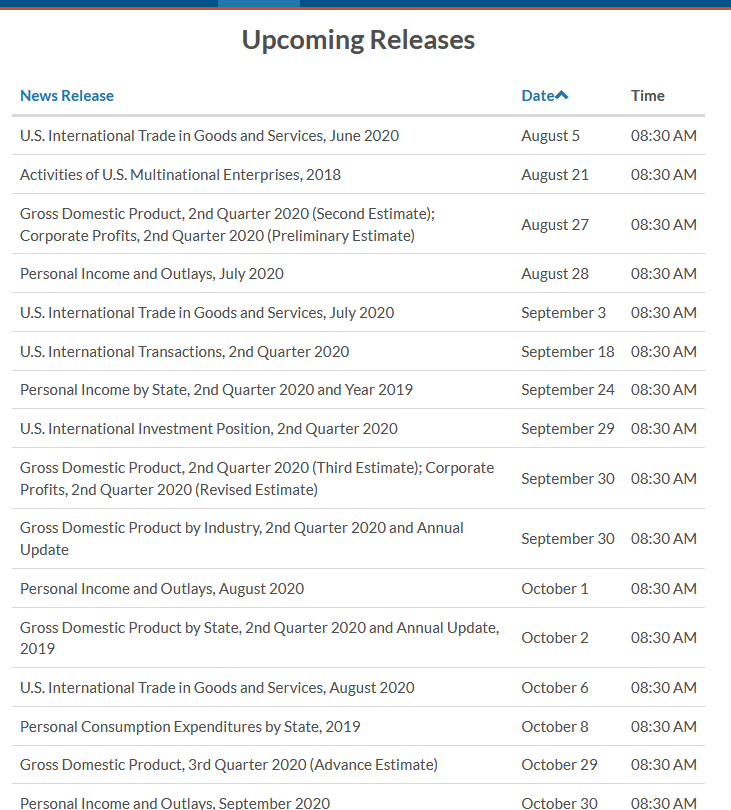 Upcoming Releases
News Release Date Time
U.S. International Trade in Goods and Services, June 2020 August 5 08:30 AM
Activities of U.S. Multinational Enterprises, 2018 August 21 08:30 AM
Gross Domestic Product, 2nd Quarter 2020 (Second Estimate);
Corporate Profits, 2nd Quarter 2020 (Preliminary Estimate) August 27 08:30 AM
Personal Income and Outlays, July 2020 August 28 08:30 AM
U.S. International Trade in Goods and Services, July 2020 September 3 08:30 AM
U.S. International Transactions, 2nd Quarter 2020 September 18 08:30 AM
Personal Income by State, 2nd Quarter 2020 and Year 2019 September 24 08:30 AM
U.S. International Investment Position, 2nd Quarter 2020 September 29 08:30 AM
Gross Domestic Product, 2nd Quarter 2020 (Third Estimate); Corporate
Profits, 2nd Quarter 2020 (Revised Estimate) September 30 08:30 AM
Gross Domestic Product by Industry, 2nd Quarter 2020 and Annual
Update September 30 08:30 AM
Personal Income and Outlays, August 2020 October 1 08:30 AM
Gross Domestic Product by State, 2nd Quarter 2020 and Annual Update,
2019 October 2 08:30 AM
U.S. International Trade in Goods and Services, August 2020 October 6 08:30 AM
Personal Consumption Expenditures by State, 2019 October 8 08:30 AM
Gross Domestic Product, 3rd Quarter 2020 (Advance Estimate) October 29 08:30 AM
Personal Income and Outlays, September 2020 October 30 08:30 AM